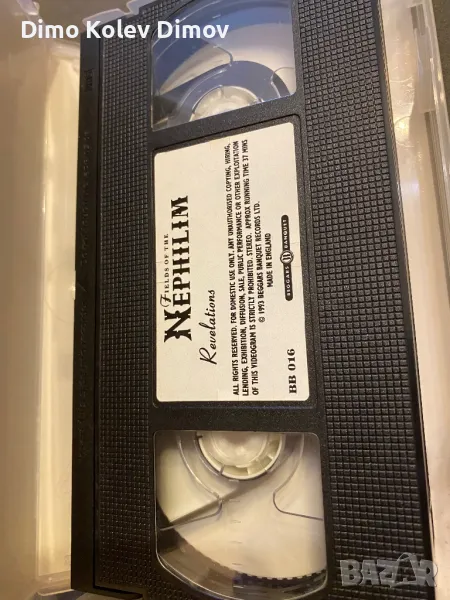 Dimo Kolev Dimov
FIELDS OF THE
NEPHILIM
Revelations
ALL RIGHTS RESERVED. FOR DOMESTIC USE ONLY. ANY UNAUTHORISED COPYING, HIRING,
LENDING, EXHIBITION, DIFFUSION, SALE, PUBLIC PERFORMANCE OR OTHER EXPLOITATION
OF THIS VIDEOGRAM IS STRICTLY PROHIBITED. STEREO. APPROX RUNNING TIME 37 MINS
© 1993 BEGGARS BANQUET RECORDS LTD.
MADE IN ENGLAND
BEGGARS BANQUET
BB 016
BAZAR